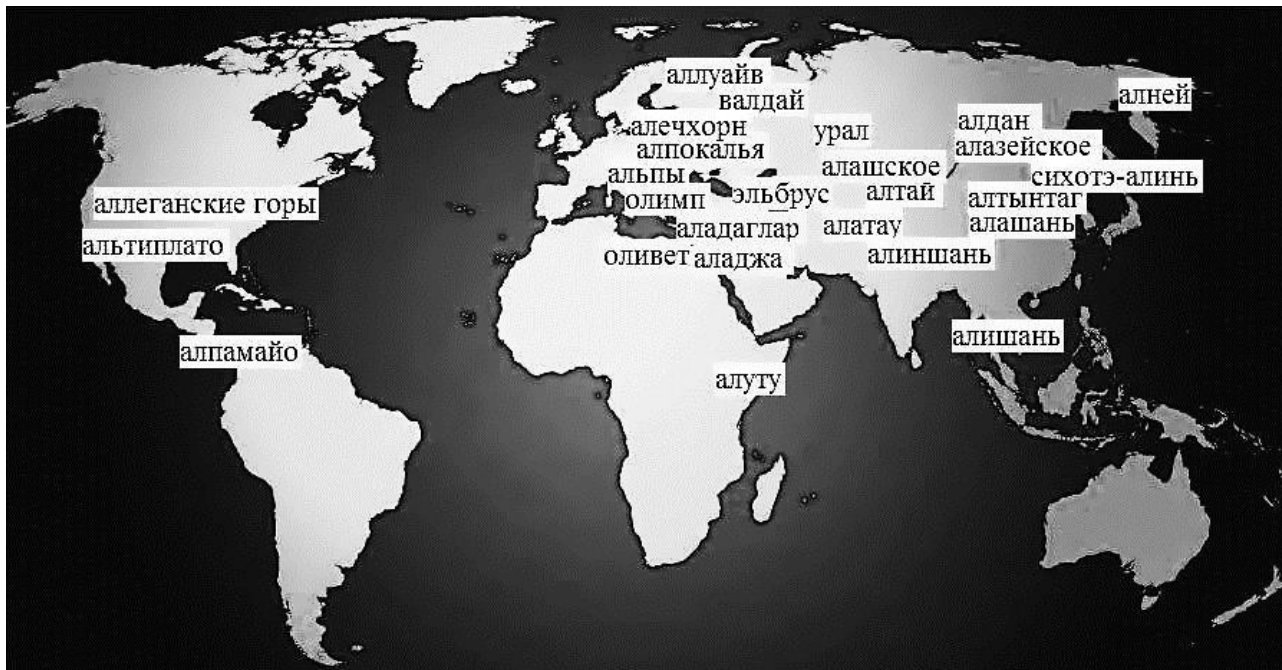 аллуайв
валдай
алней
алечхорн
урал
алдан
алпокалья
алазейское
альпы
алашское
сихотэ-алинь
олимп
эльбрус
алтай
алтынтаг
аллеганские горы
аладаглар
алатау
алашань
альтиплато
оливет
аладжа
алиншань
алпамайо
алишань
алуту